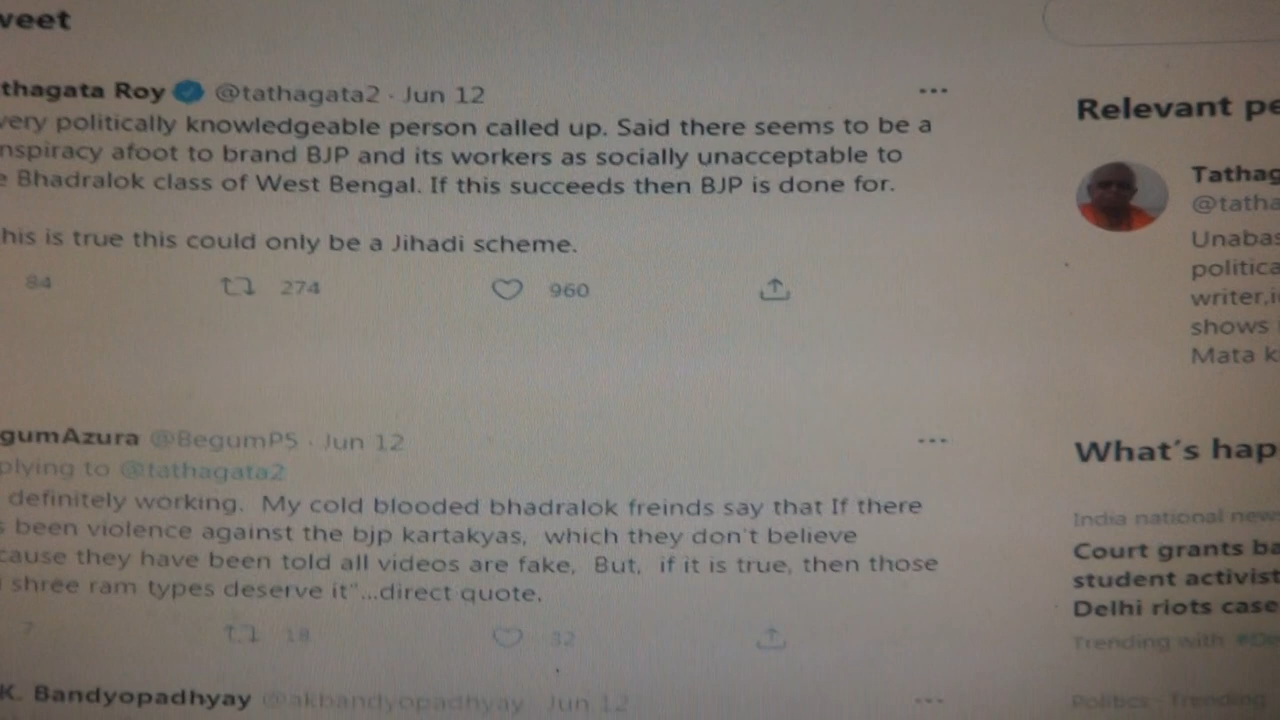 weet
thagata Roy @tathagata2 · Jun 12
very politically knowledgeable person called up. Said there seems to be a
nspiracy afoot to brand BJP and its workers as socially unacceptable to
e Bhadralok class of West Bengal. If this succeeds then BJP is done for.
his is true this could only be a Jihadi scheme.
84 274 960
gumAzura @BegumPS · Jun 12
plying to @tathagata2
definitely working. My cold blooded bhadralok freinds say that If there
s been violence against the bjp kartakyas, which they don't believe
cause they have been told all videos are fake, But, if it is true, then those
i shree ram types deserve it"...direct quote.
7 18 32
K. Bandyopadhyay @akbandyopadhyay Jun 12
Relevant pe
Tathag
@tatha
Unabas
politica
writer,i
shows
Mata k
What's hap
India national new
Court grants ba
student activist
Delhi riots case
Trending with #De
Politics · Trending